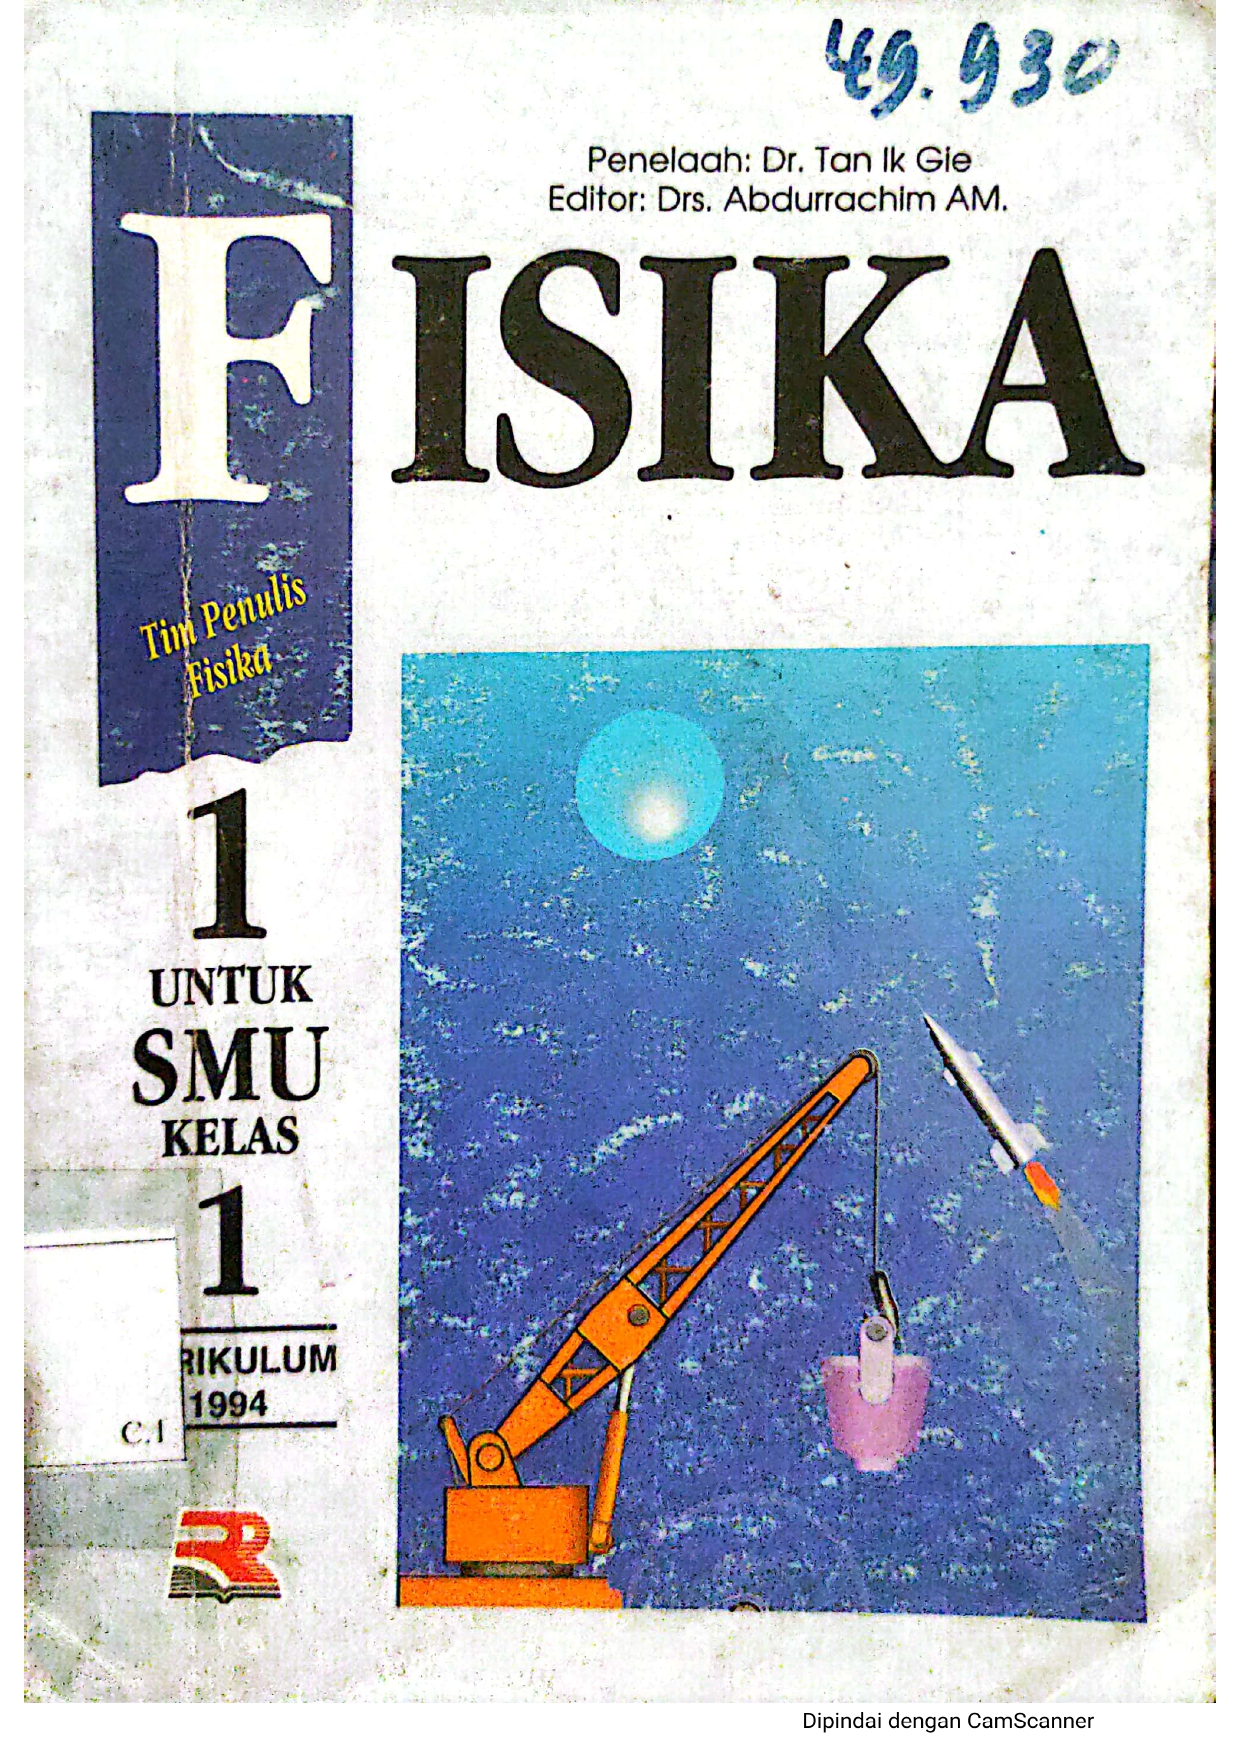 49.930
Penelaah: Dr. Tan Ik Gie
Editor: Drs. Abdurrachim AM.
FISIKA
Tim Penulis
Fisika
1
UNTUK
SMU
KELAS
1
RIKULUM
1994
C.1
Dipindai dengan CamScanner